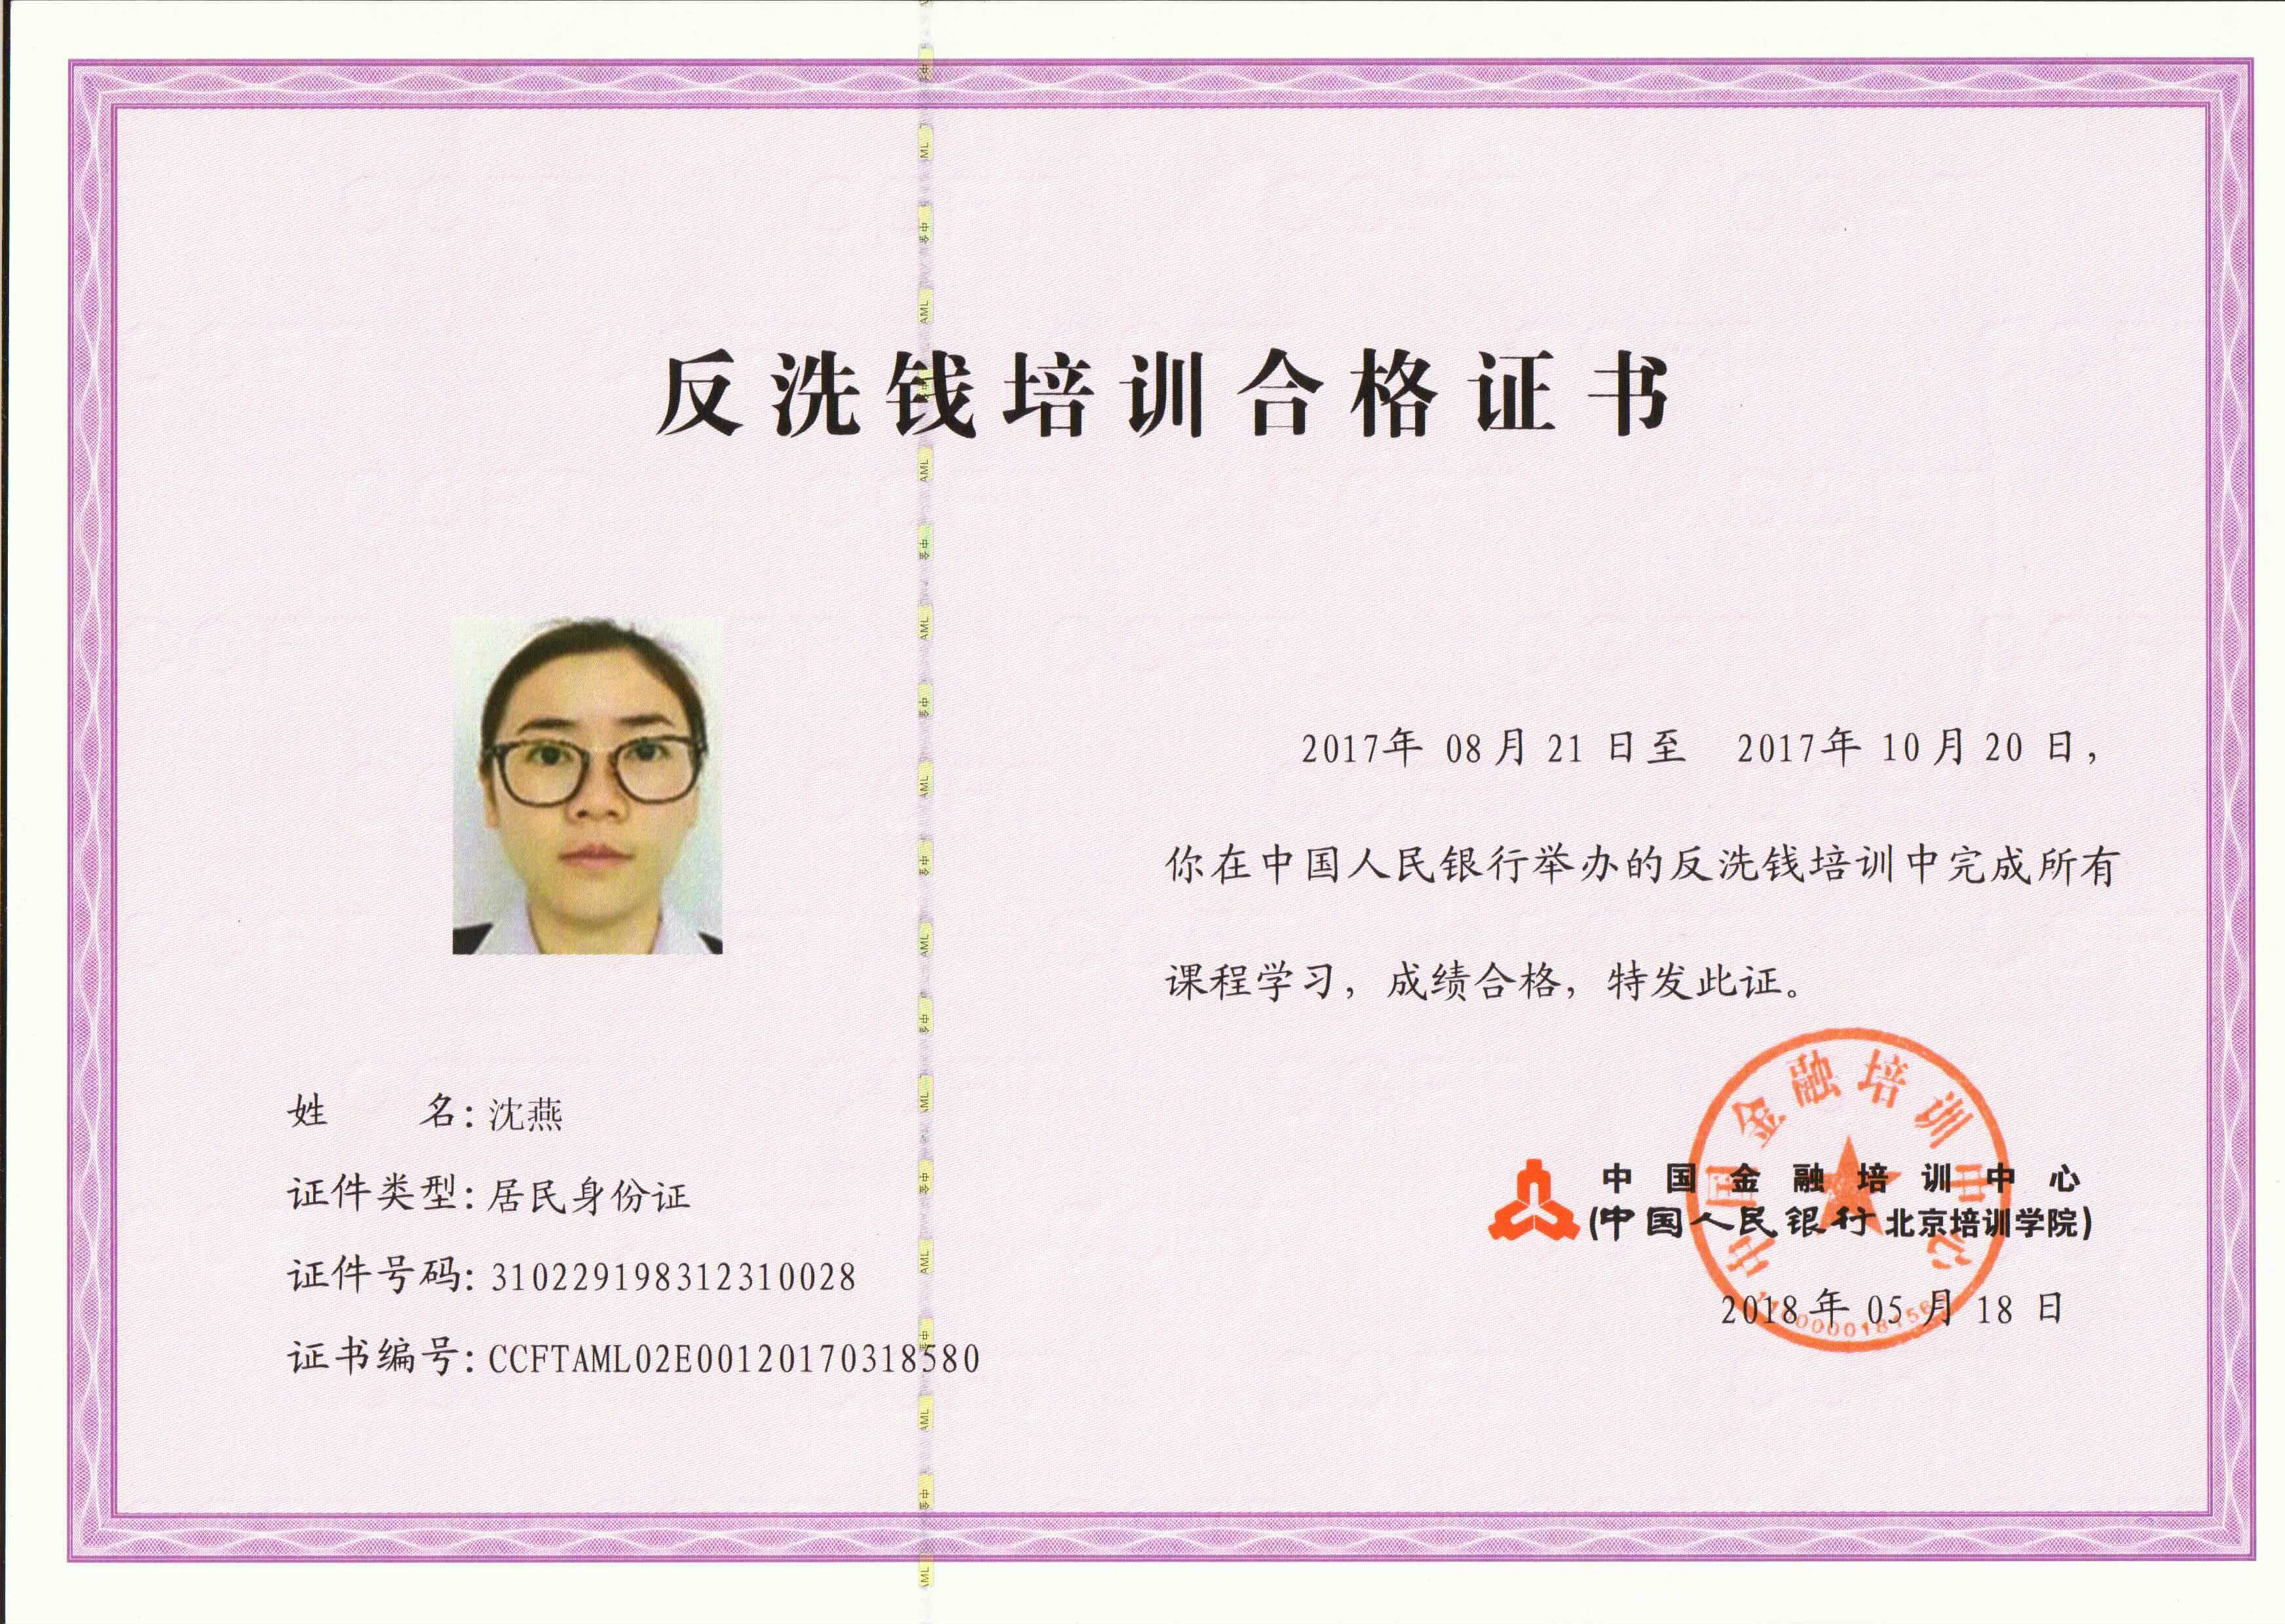 反洗钱培训合格证书
2017年 08月 21 日至 2017年 10月 20 日，
你在中国人民银行举办的反洗钱培训中完成所有
课程学习，成绩合格，特发此证。
姓 名：沈燕
证件类型：居民身份证
证件号码：310229198312310028
证书编号：CCFTAML02E00120170318580
中国金融培训中心
（中国人民银行北京培训学院）
2018年 05 月 18 日
中国金融培训中心
中金
AML